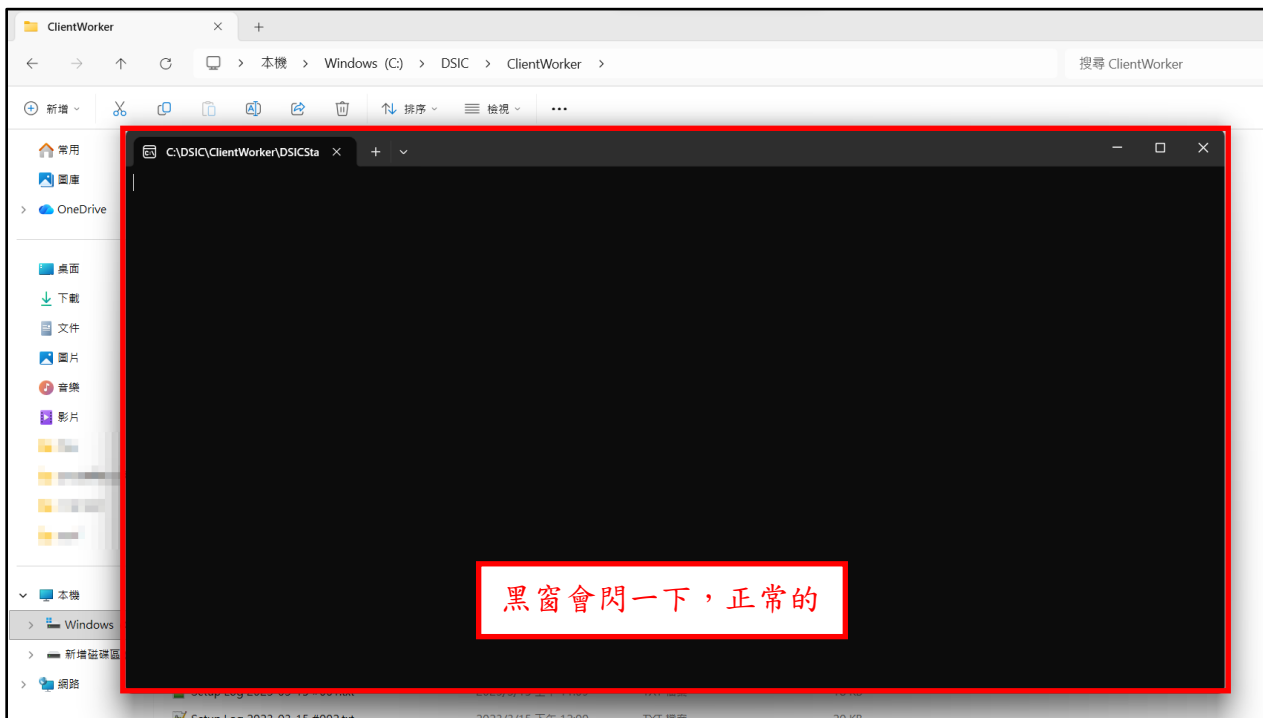 ClientWorker
本機 > Windows (C:) > DSIC > ClientWorker >
搜尋 ClientWorker
新增
排序
檢視
常用
圖庫
OneDrive
C:\DSIC\ClientWorker\DSICSta
桌面
下載
文件
圖片
音樂
影片
黑窗會閃一下，正常的
本機
Windows
新增磁碟區
網路